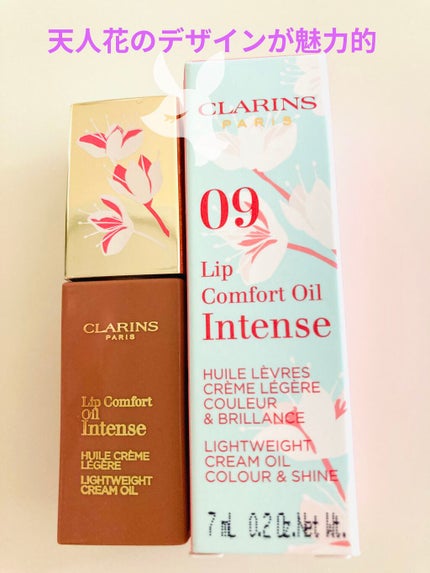 天人花のデザインが魅力的
CLARINS
PARIS
09
Lip
Comfort Oil
Intense
HUILE LÈVRES
CRÈME LÉGÈRE
COULEUR
& BRILLANCE
LIGHTWEIGHT
CREAM OIL
COLOUR & SHINE
7 mL 0.2 Oz.Net Wt.
CLARINS
PARIS
Lip Comfort
Oil
Intense
HUILE CRÈME
LÉGÈRE
LIGHTWEIGHT
CREAM OIL